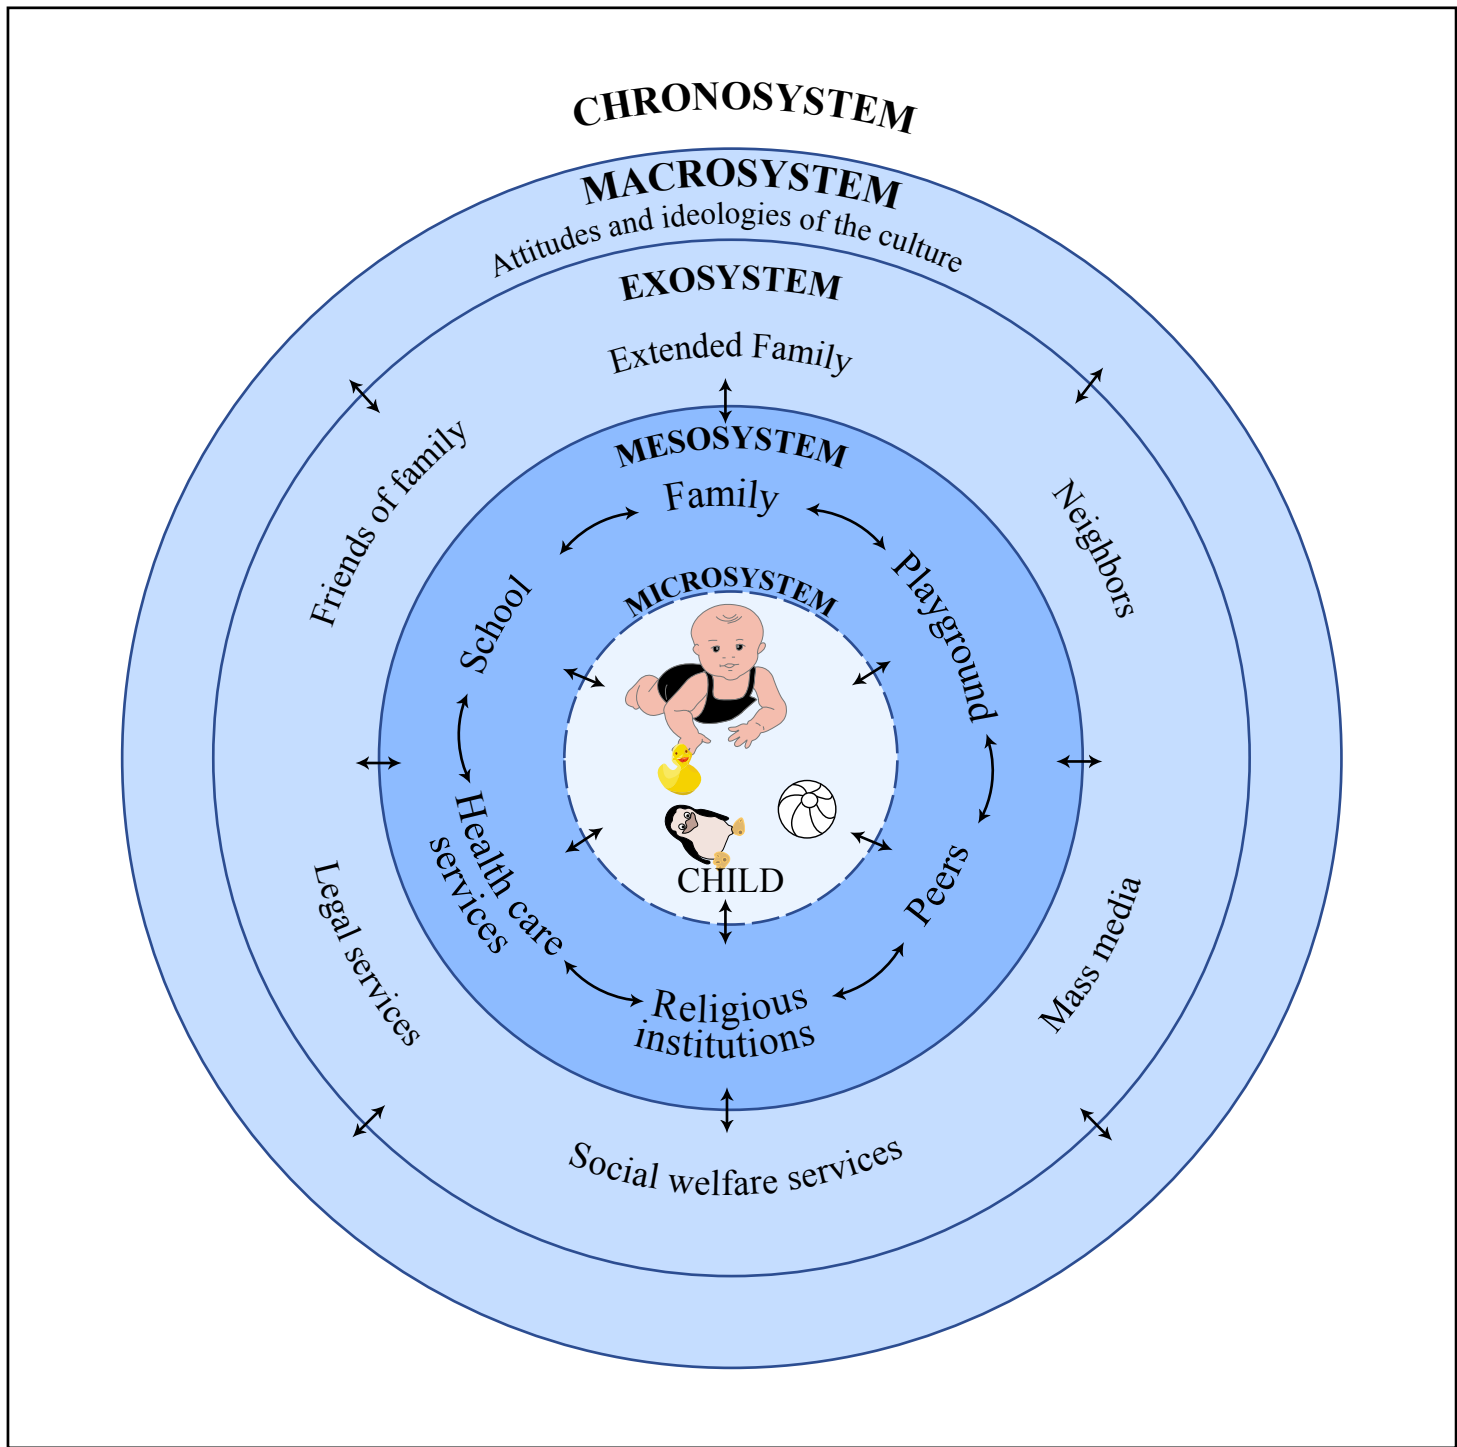 CHRONOSYSTEM
MACROSYSTEM
Attitudes and ideologies of the culture
EXOSYSTEM
Extended Family
Friends of family
Neighbors
Legal services
Mass media
Social welfare services
MESOSYSTEM
Family
School
Playground
Health care
services
Peers
Religious
institutions
MICROSYSTEM
CHILD